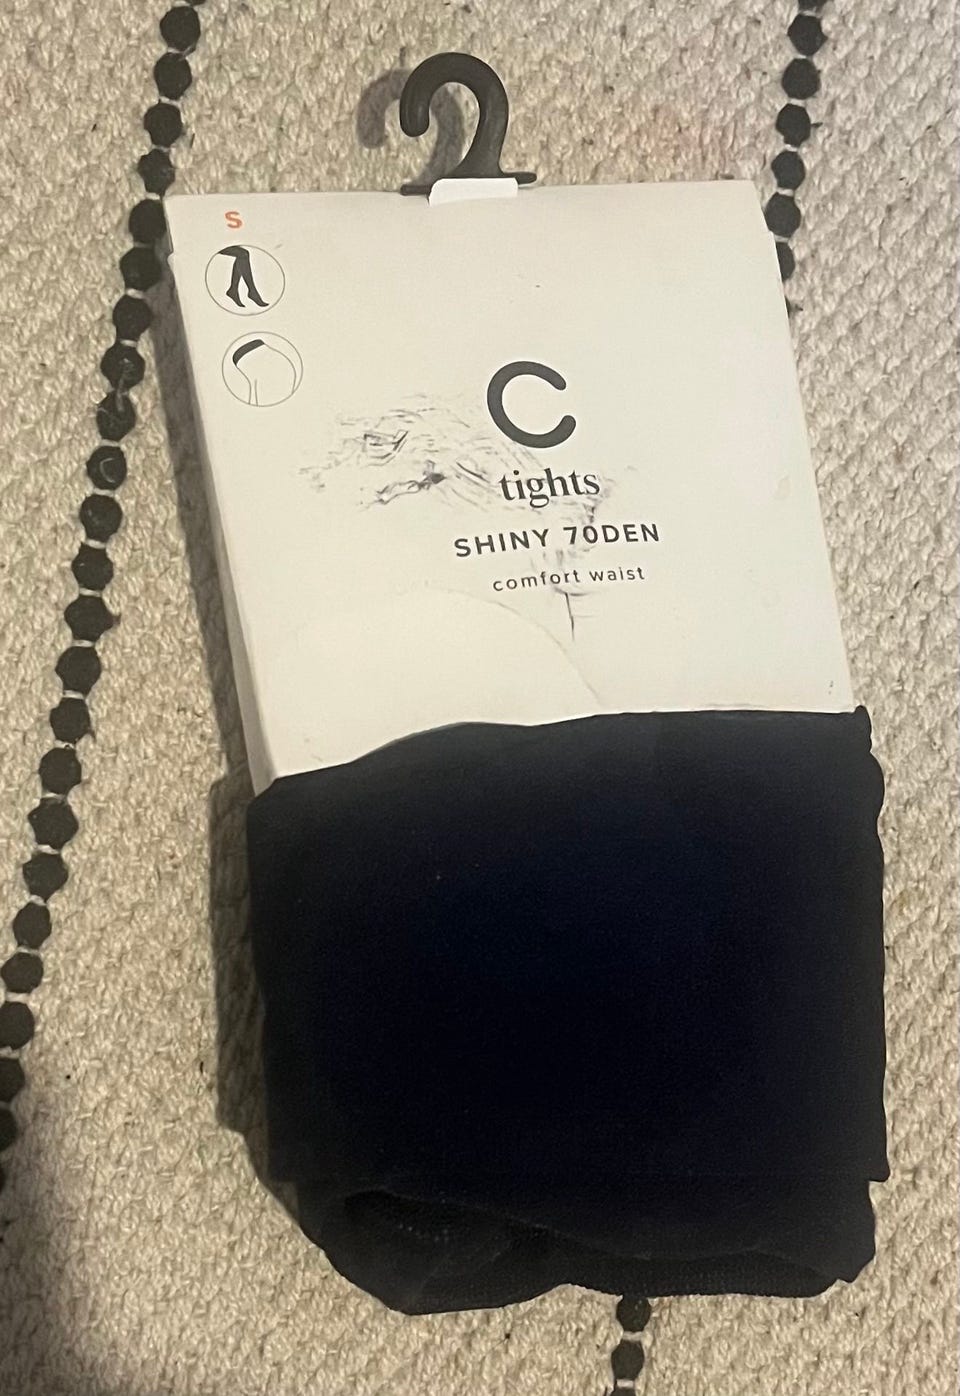 S
C
tights
SHINY 70DEN
comfort waist